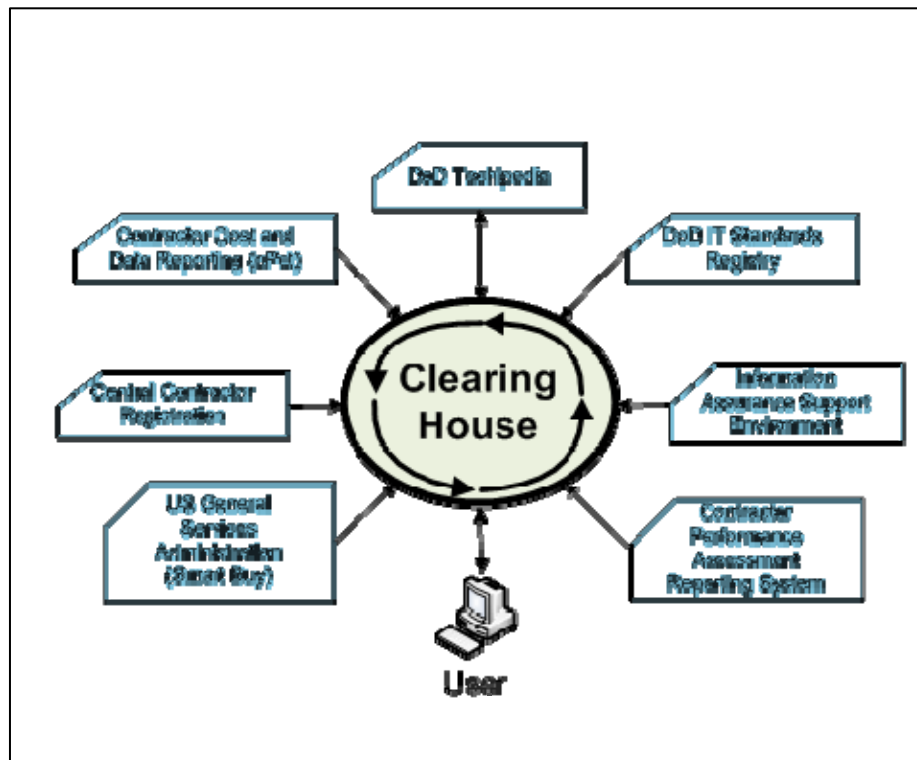 DoD Techipedia
Contractor Cost and
Data Reporting
DoD IT Standards
Registry
Clearing
House
Central Contractor
Registration
Information
Assurance Support
Environment
US General
Services
Administration
(Smart Buy)
Contractor
Performance
Assessment
Reporting System
User